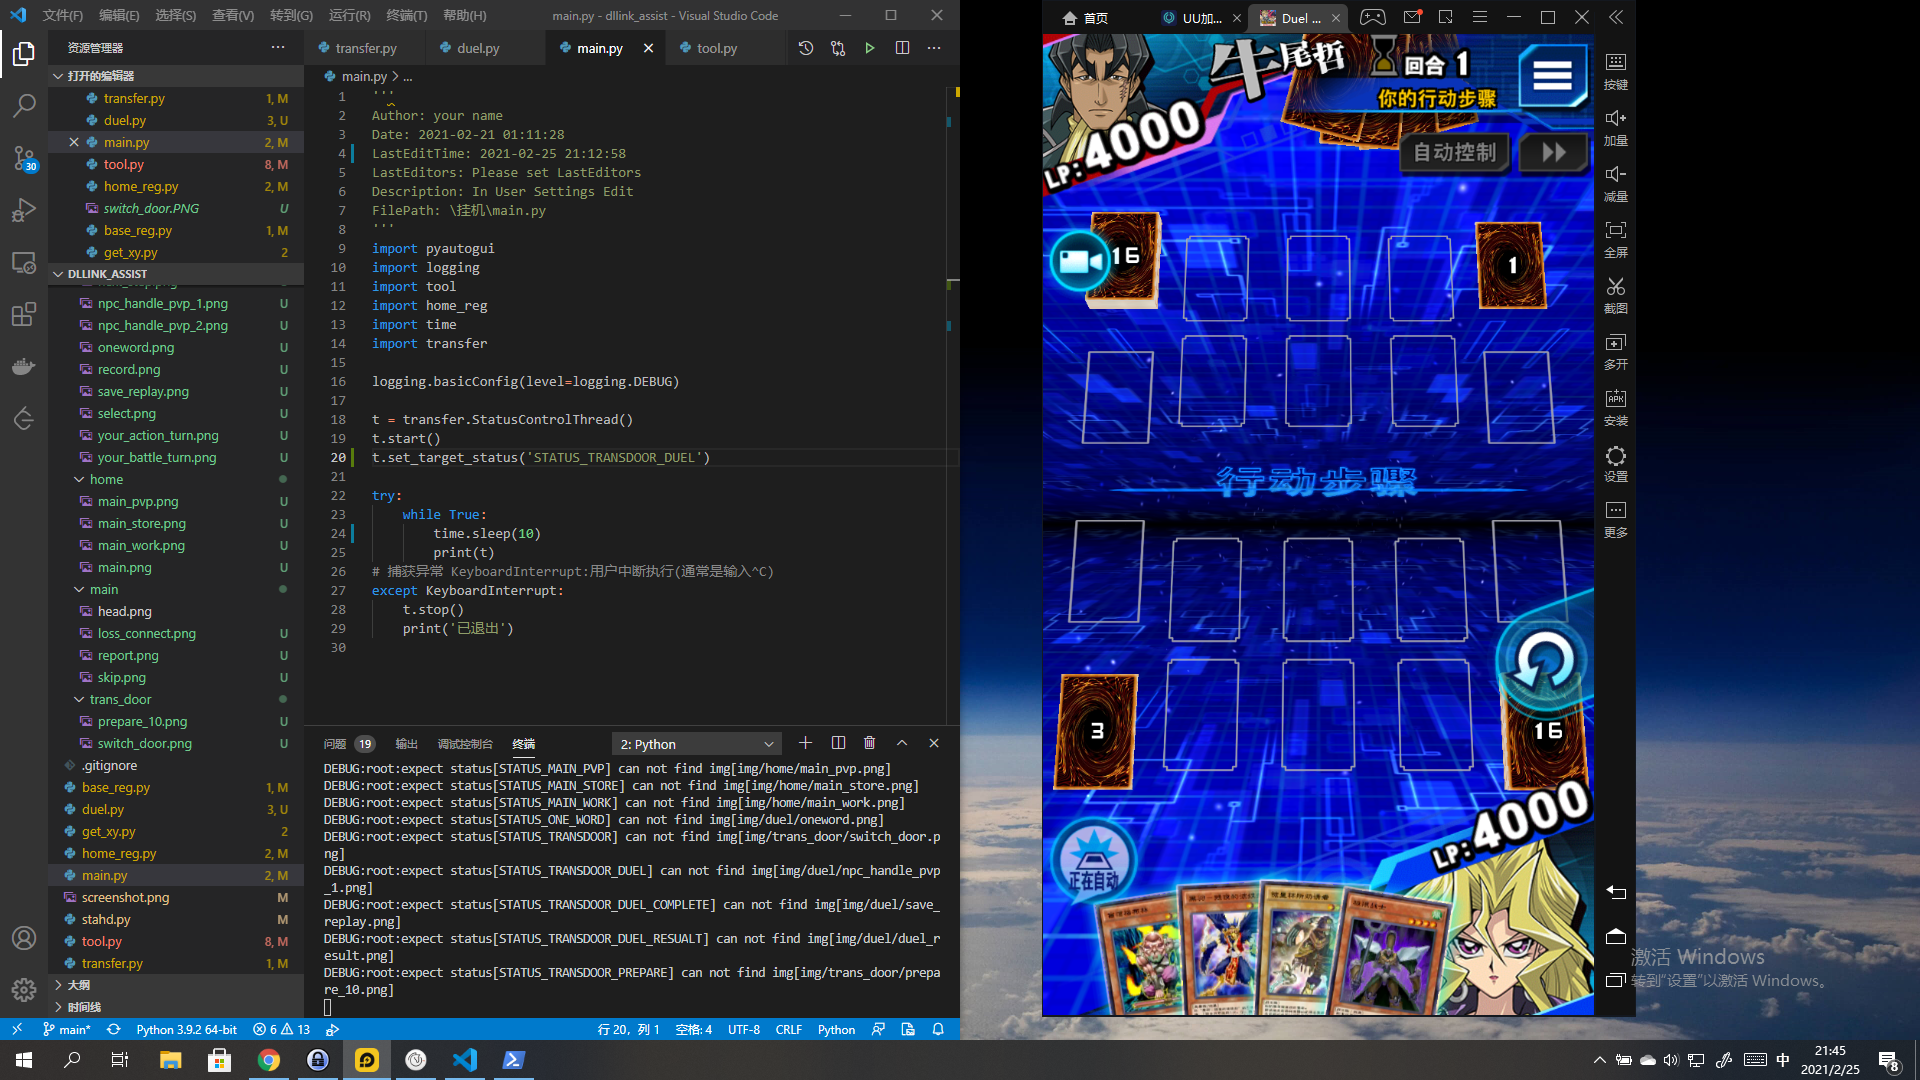 文件(F) 编辑(E) 选择(S) 查看(V) 转到(G) 运行(R) 终端(T) 帮助(H)
main.py - dllink_assist - Visual Studio Code
资源管理器
打开的编辑器
transfer.py 1, M
duel.py 3, U
main.py 2, M
tool.py 8, M
home_reg.py 2, M
switch_door.PNG U
base_reg.py 1, M
get_xy.py 2
DLLINK_ASSIST
npc_handle_pvp_1.png U
npc_handle_pvp_2.png U
oneword.png U
record.png U
save_replay.png U
select.png U
your_action_turn.png U
your_battle_turn.png U
home
main_pvp.png U
main_store.png U
main_work.png U
main.png U
main
head.png
loss_connect.png U
report.png U
skip.png U
trans_door
prepare_10.png U
switch_door.png U
.gitignore
base_reg.py 1, M
duel.py 3, U
get_xy.py 2
home_reg.py 2, M
main.py 2, M
screenshot.png M
stahd.py M
tool.py 8, M
transfer.py 1, M
大纲
时间线
30
transfer.py duel.py main.py tool.py
main.py > ...
1 '''
2 Author: your name
3 Date: 2021-02-21 01:11:28
4 LastEditTime: 2021-02-25 21:12:58
5 LastEditors: Please set LastEditors
6 Description: In User Settings Edit
7 FilePath: \挂机\main.py
8 '''
9 import pyautogui
10 import logging
11 import tool
12 import home_reg
13 import time
14 import transfer
15
16 logging.basicConfig(level=logging.DEBUG)
17
18 t = transfer.StatusControlThread()
19 t.start()
20 t.set_target_status('STATUS_TRANSDOOR_DUEL')
21
22 try:
23 while True:
24 time.sleep(10)
25 print(t)
26 # 捕获异常 KeyboardInterrupt:用户中断执行(通常是输入^C)
27 except KeyboardInterrupt:
28 t.stop()
29 print('已退出')
30
问题 19 输出 调试控制台 终端 2: Python
DEBUG:root:expect status[STATUS_MAIN_PVP] can not find img[img/home/main_pvp.png]
DEBUG:root:expect status[STATUS_MAIN_STORE] can not find img[img/home/main_store.png]
DEBUG:root:expect status[STATUS_MAIN_WORK] can not find img[img/home/main_work.png]
DEBUG:root:expect status[STATUS_ONE_WORD] can not find img[img/duel/oneword.png]
DEBUG:root:expect status[STATUS_TRANSDOOR] can not find img[img/trans_door/switch_door.p
ng]
DEBUG:root:expect status[STATUS_TRANSDOOR_DUEL] can not find img[img/duel/npc_handle_pvp
_1.png]
DEBUG:root:expect status[STATUS_TRANSDOOR_DUEL_COMPLETE] can not find img[img/duel/save_
replay.png]
DEBUG:root:expect status[STATUS_TRANSDOOR_DUEL_RESUALT] can not find img[img/duel/duel_r
esult.png]
DEBUG:root:expect status[STATUS_TRANSDOOR_PREPARE] can not find img[img/trans_door/prepa
re_10.png]
main* Python 3.9.2 64-bit 6 13 行 20，列 1 空格: 4 UTF-8 CRLF Python
首页 UU加... Duel ...
牛尾哲
回合 1
你的行动步骤
LP:4000
自动控制
16
1
行动步骤
3
16
LP:4000
正在自动
按键
加量
减量
全屏
截图
多开
APK
安装
设置
更多
激活 Windows
转到"设置"以激活 Windows。
中
21:45
2021/2/25
8